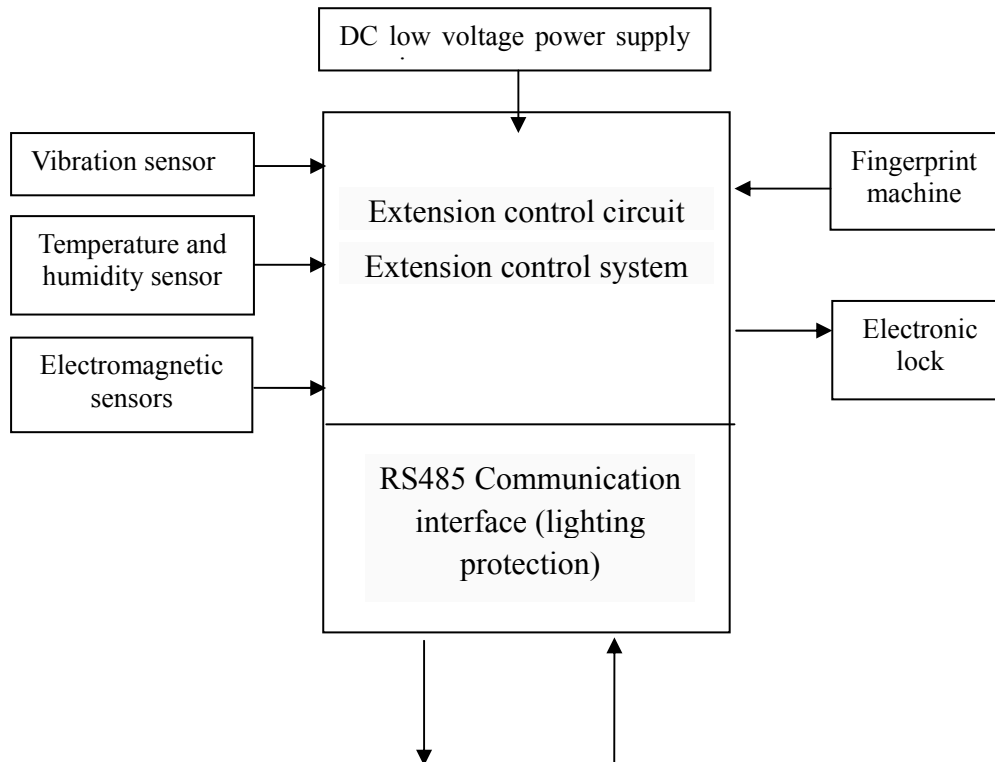 DC low voltage power supply
Vibration sensor
Temperature and
humidity sensor
Electromagnetic
sensors
Extension control circuit
Extension control system
RS485 Communication
interface (lighting
protection)
Fingerprint
machine
Electronic
lock